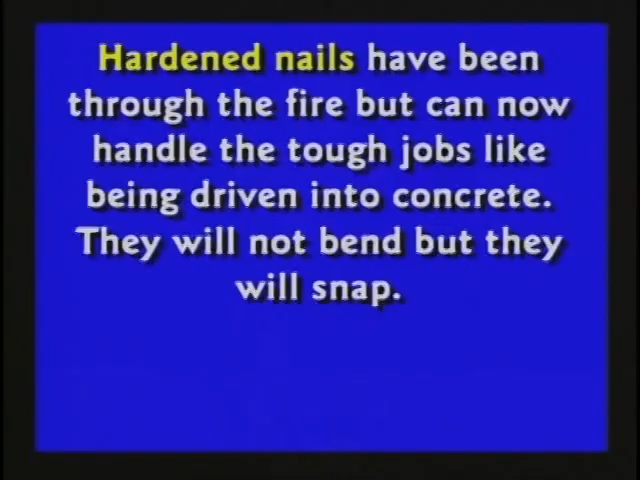 Hardened nails have been
through the fire but can now
handle the tough jobs like
being driven into concrete.
They will not bend but they
will snap.